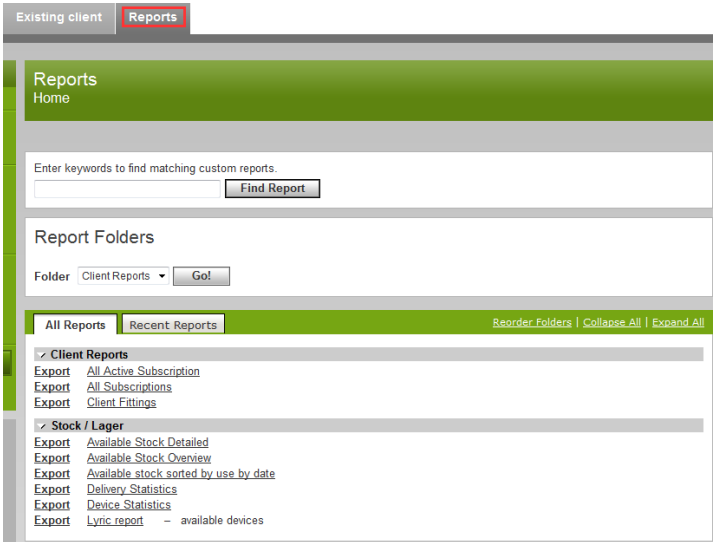 Existing client Reports
Reports
Home
Enter keywords to find matching custom reports.
Find Report
Report Folders
Folder Client Reports Go!
All Reports Recent Reports Reorder Folders | Collapse All | Expand All
Client Reports
Export All Active Subscription
Export All Subscriptions
Export Client Fittings
Stock / Lager
Export Available Stock Detailed
Export Available Stock Overview
Export Available stock sorted by use by date
Export Delivery Statistics
Export Device Statistics
Export Lyric report – available devices